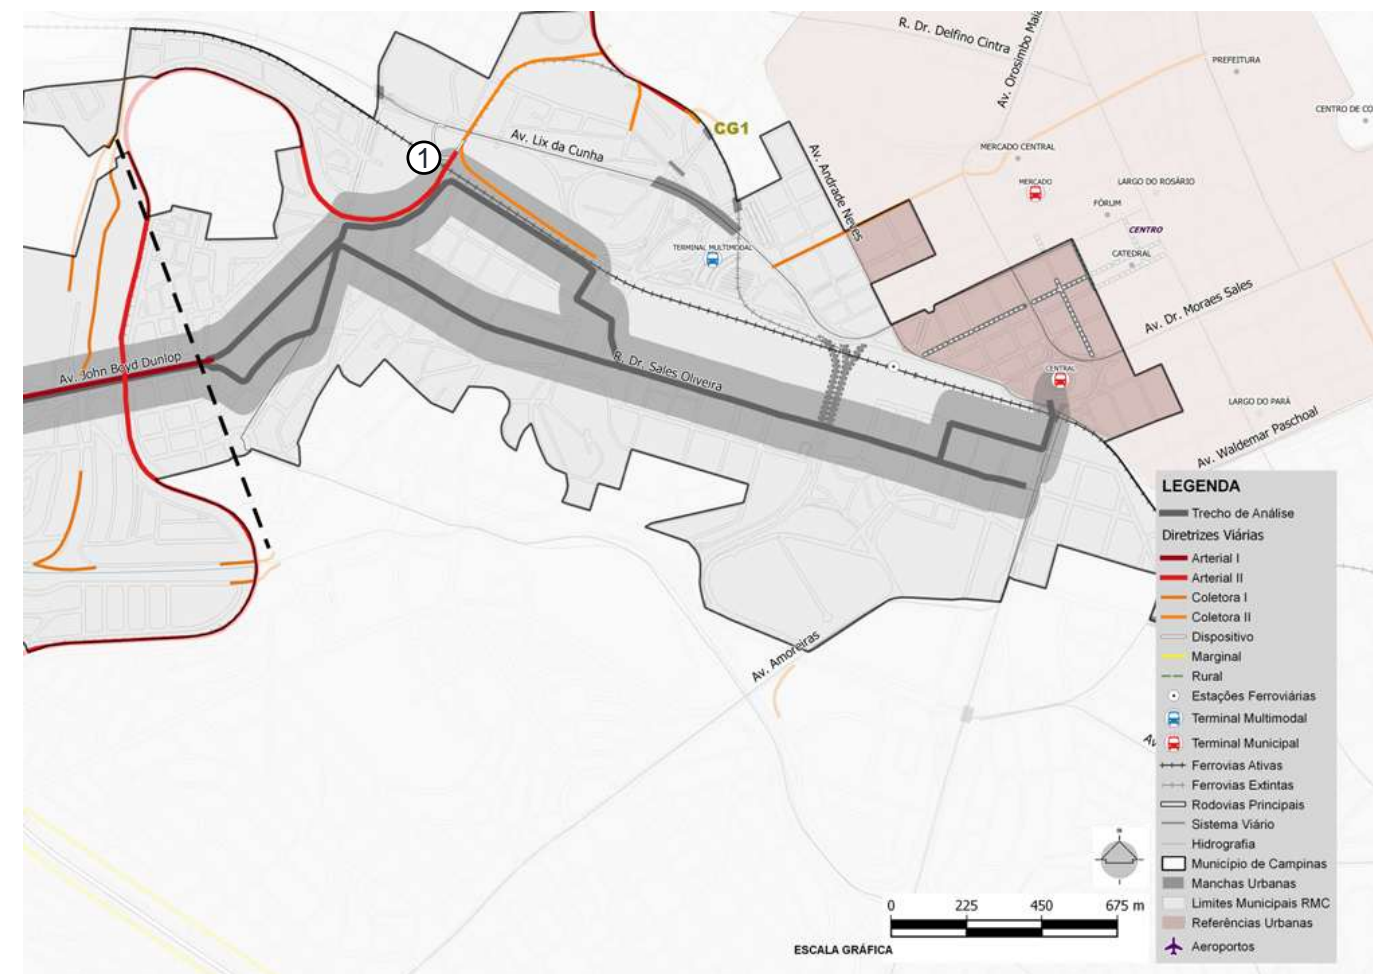 R. Dr. Delfino Cintra
Av. Orosimbo Maia
PREFEITURA
CENTRO DE CO
CG1
Av. Lix da Cunha
1
MERCADO CENTRAL
Av. Andrade Neves
MERCADO
LARGO DO ROSÁRIO
FÓRUM
CENTRO
TERMINAL MULTIMODAL
CATEDRAL
Av. Dr. Moraes Sales
Av. John Boyd Dunlop
R. Dr. Sales Oliveira
CENTRAL
LARGO DO PARÁ
Av. Waldemar Paschoal
Av. Amoreiras
Av
LEGENDA
Trecho de Análise
Diretrizes Viárias
Arterial I
Arterial II
Coletora I
Coletora II
Dispositivo
Marginal
Rural
Estações Ferroviárias
Terminal Multimodal
Terminal Municipal
Ferrovias Ativas
Ferrovias Extintas
Rodovias Principais
Sistema Viário
Hidrografia
Município de Campinas
Manchas Urbanas
Limites Municipais RMC
Referências Urbanas
Aeroportos
0 225 450 675 m
ESCALA GRÁFICA